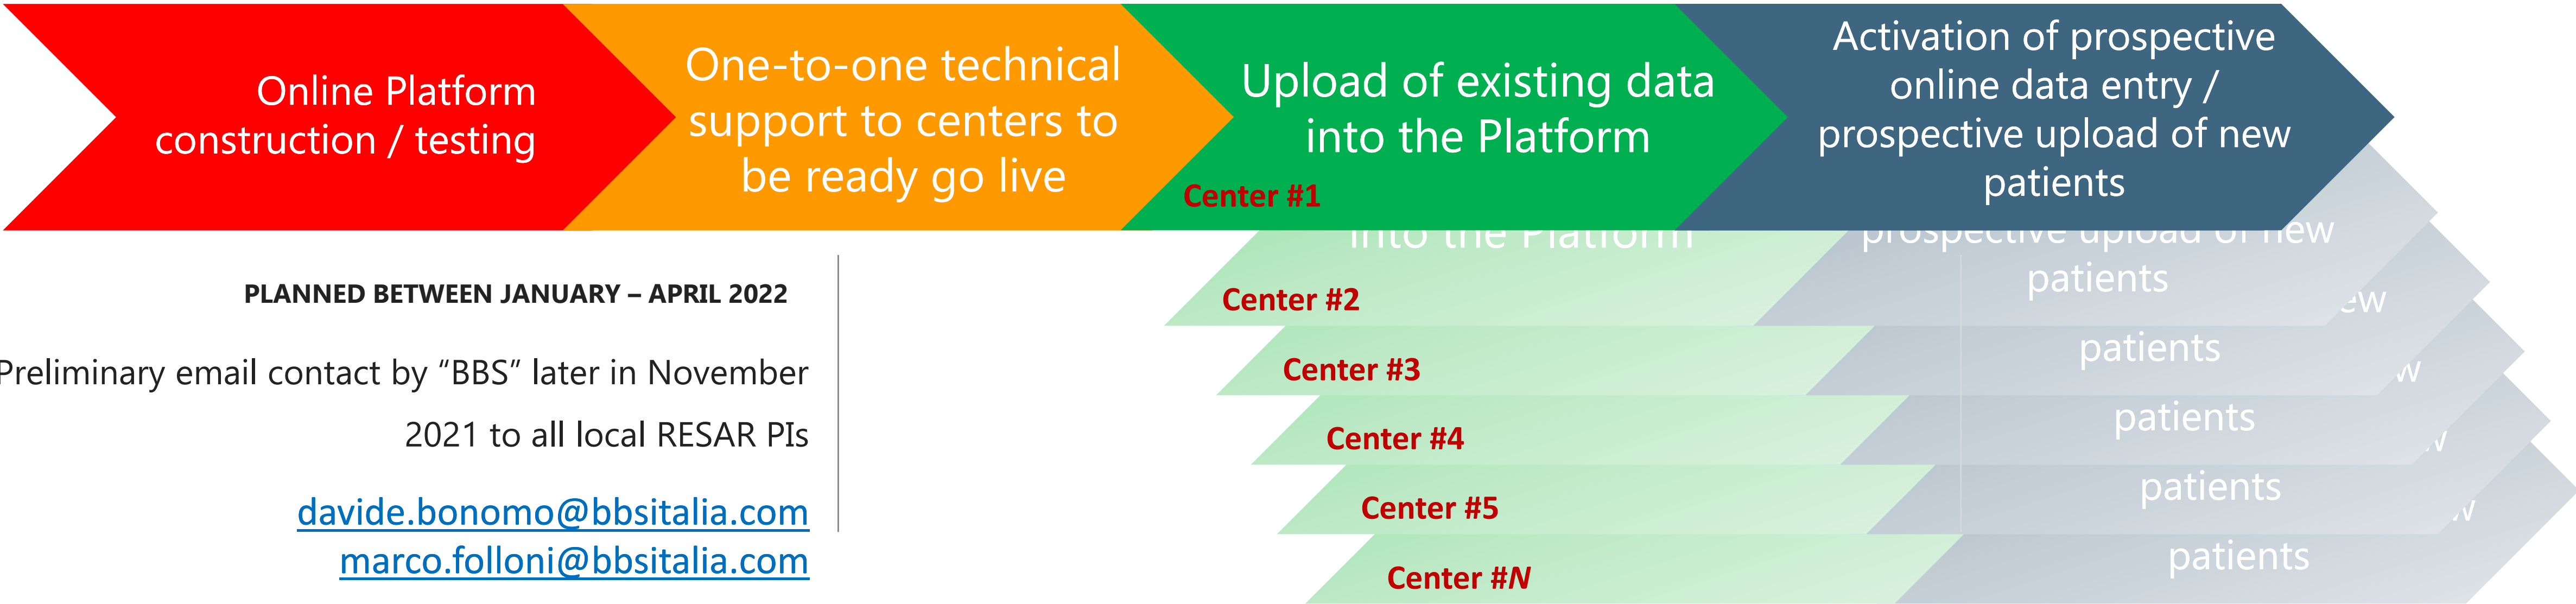 Online Platform
construction / testing
One-to-one technical
support to centers to
be ready go live
Upload of existing data
into the Platform
Center #1
Activation of prospective
online data entry /
prospective upload of new
patients
PLANNED BETWEEN JANUARY – APRIL 2022
Preliminary email contact by “BBS” later in November
2021 to all local RESAR PIs
davide.bonomo@bbsitalia.com
marco.folloni@bbsitalia.com
into the Platform
Center #2
prospective upload of new
patients
Center #3
ew
patients
Center #4
w
patients
Center #5
w
patients
Center #N
w
patients